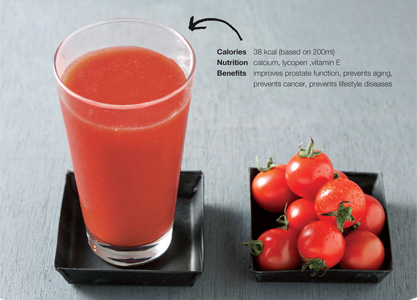 Calories 38 kcal (based on 200ml)
Nutrition calcium, lycopen ,vitamin E
Benefits improves prostate function, prevents aging,
prevents cancer, prevents lifestyle diseases